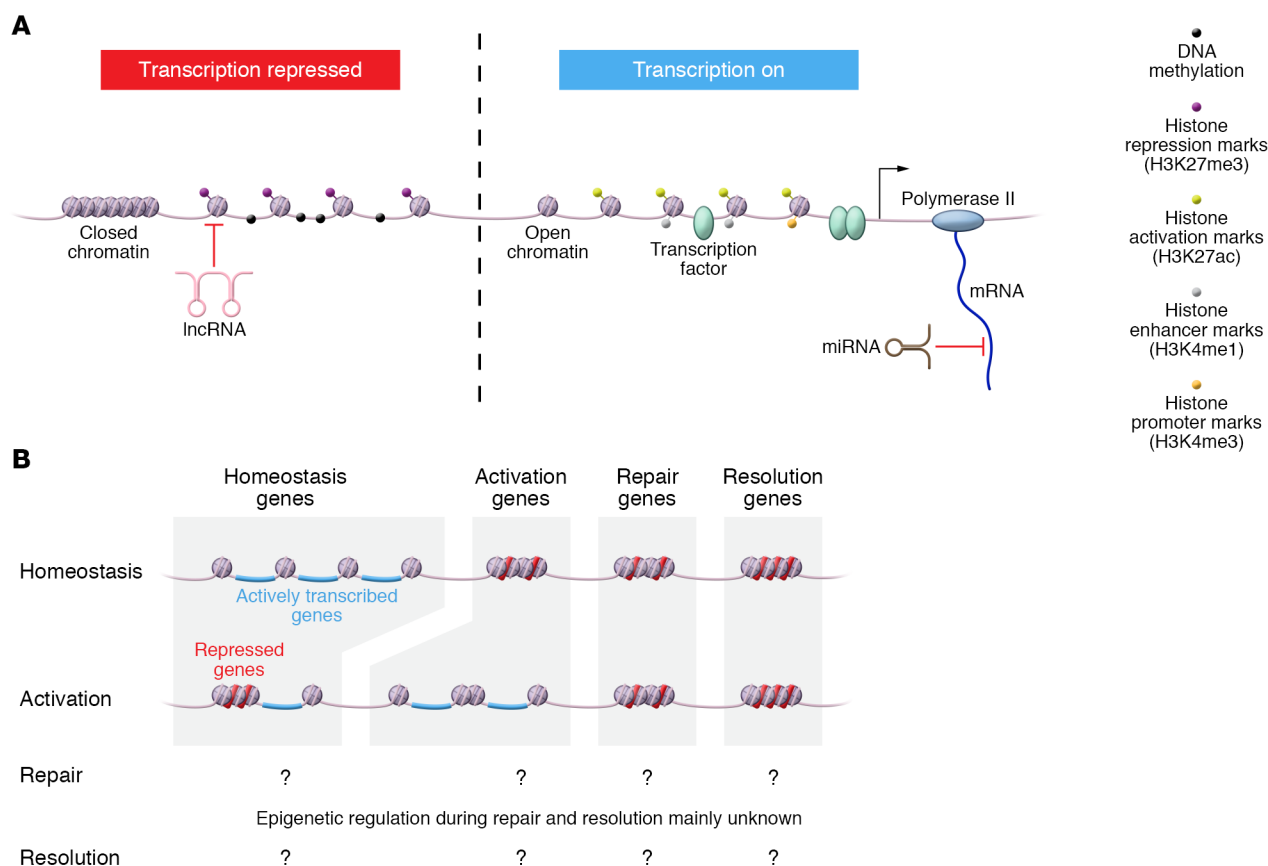 A
Transcription repressed
Transcription on
DNA
methylation
Histone
repression marks
(H3K27me3)
Histone
activation marks
(H3K27ac)
Histone
enhancer marks
(H3K4me1)
Histone
promoter marks
(H3K4me3)
Closed
chromatin
lncRNA
Open
chromatin
Transcription
factor
Polymerase II
mRNA
miRNA
B
Homeostasis
genes
Activation
genes
Repair
genes
Resolution
genes
Homeostasis
Actively transcribed
genes
Repressed
genes
Activation
Repair ? ? ? ?
Epigenetic regulation during repair and resolution mainly unknown
Resolution ? ? ? ?